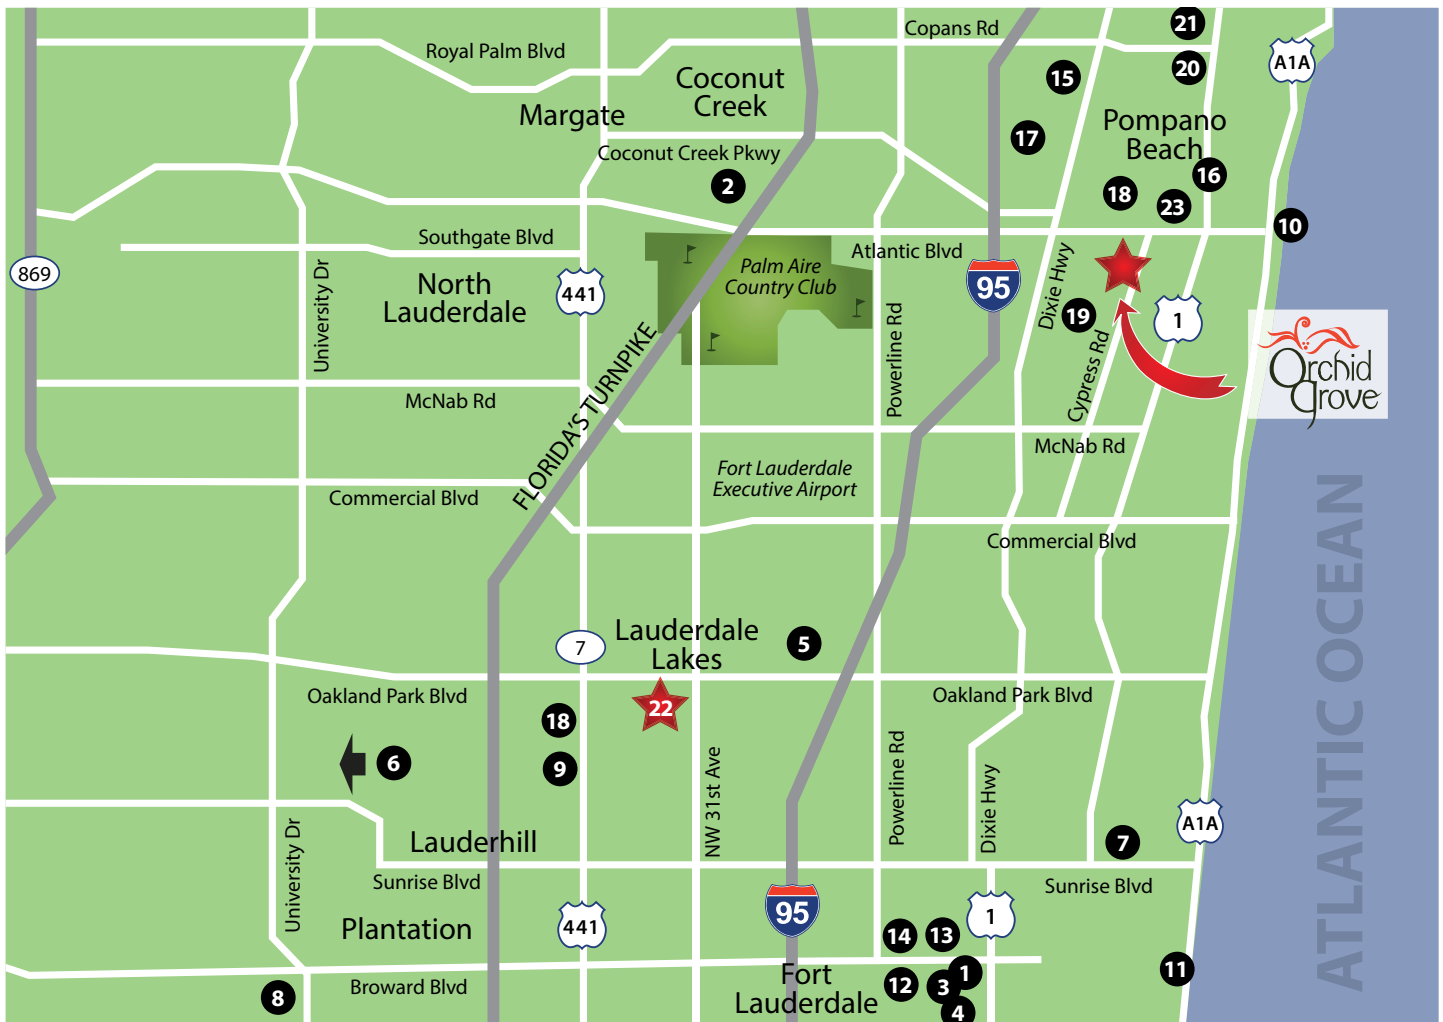 21
Copans Rd
Royal Palm Blvd
A1A
20
15
Coconut
Creek
Margate
Pompano
Beach
17
Coconut Creek Pkwy
2
16
18
23
10
Southgate Blvd
Atlantic Blvd
869
University Dr
North
Lauderdale
441
Palm Aire
Country Club
95
Dixie Hwy
19
1
Powerline Rd
Cypress Rd
Orchid
grove
FLORIDA'S TURNPIKE
McNab Rd
McNab Rd
Fort Lauderdale
Executive Airport
Commercial Blvd
Commercial Blvd
ATLANTIC OCEAN
7
Lauderdale
Lakes
5
Oakland Park Blvd
Oakland Park Blvd
22
18
6
9
NW 31st Ave
Powerline Rd
Dixie Hwy
A1A
7
University Dr
Lauderhill
Sunrise Blvd
Sunrise Blvd
Plantation
441
95
1
14
13
Fort
Lauderdale
12
3
1
4
11
8
Broward Blvd